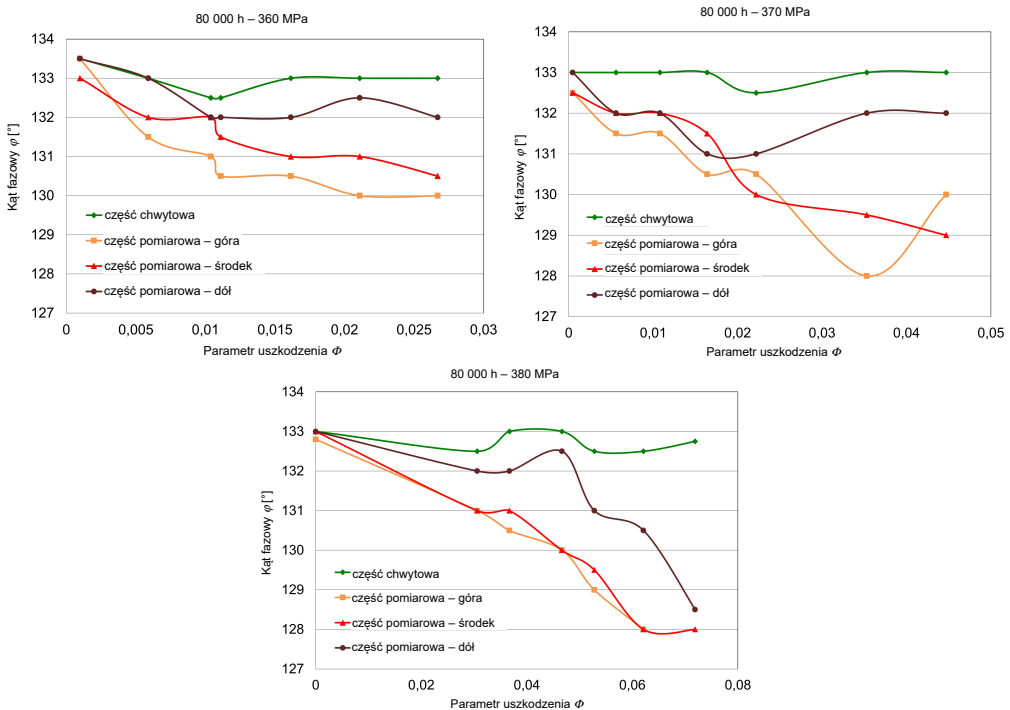 80 000 h – 360 MPa
134
133
132
131
130
129
128
127
Kąt fazowy φ [°]
część chwytowa
część pomiarowa – góra
część pomiarowa – środek
część pomiarowa – dół
0 0,005 0,01 0,015 0,02 0,025 0,03
Parametr uszkodzenia Φ
80 000 h – 370 MPa
134
133
132
131
130
129
128
127
Kąt fazowy φ [°]
część chwytowa
część pomiarowa – góra
część pomiarowa – środek
część pomiarowa – dół
0 0,01 0,02 0,03 0,04 0,05
Parametr uszkodzenia Φ
80 000 h – 380 MPa
134
133
132
131
130
129
128
127
Kąt fazowy φ [°]
część chwytowa
część pomiarowa – góra
część pomiarowa – środek
część pomiarowa – dół
0 0,02 0,04 0,06 0,08
Parametr uszkodzenia Φ